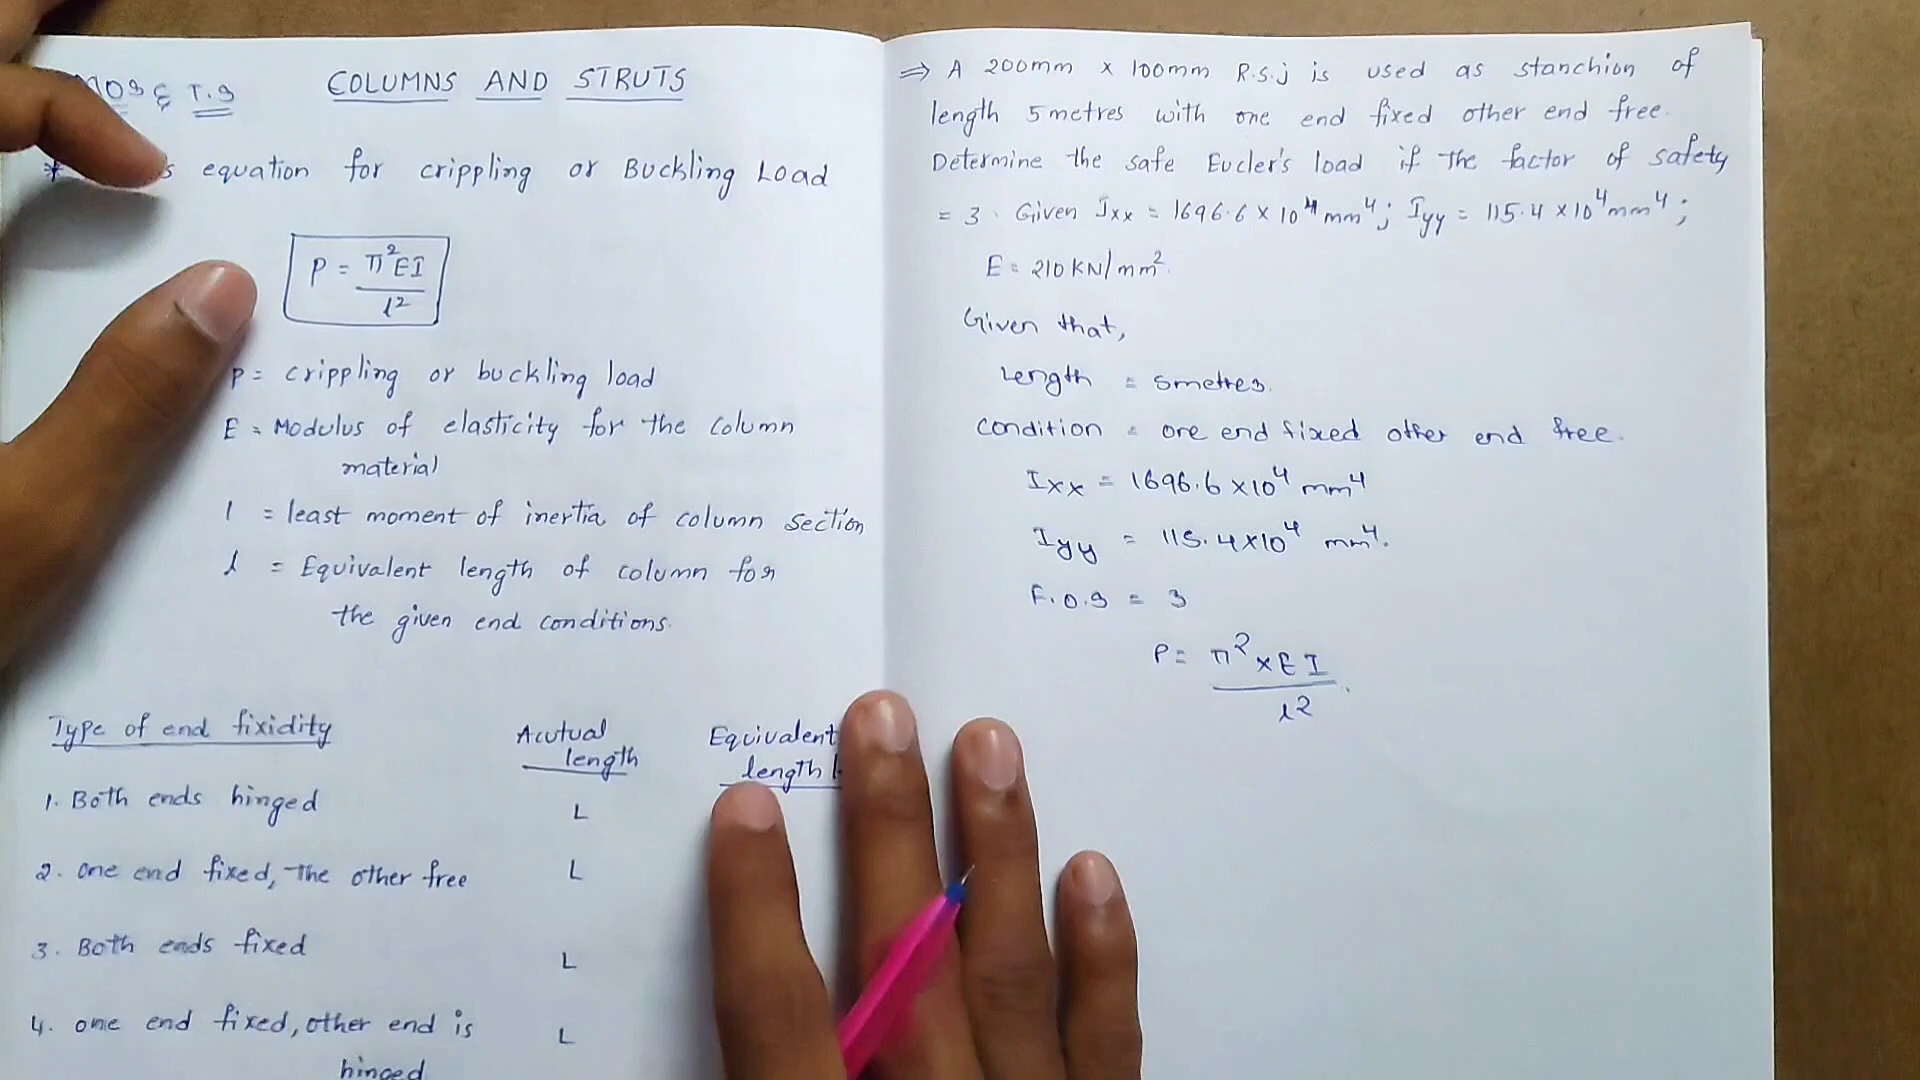 & T.S
COLUMNS AND STRUTS
equation for crippling or Buckling Load
P = π²EI
l²
P = crippling or buckling load
E = Modulus of elasticity for the column
material
I = least moment of inertia of column section
l = Equivalent length of column for
the given end conditions.
Type of end fixidity
Acutual
length
Equivalent
length
1. Both ends hinged L
2. one end fixed, the other free L
3. Both ends fixed L
4. one end fixed, other end is L
hinged
⇒ A 200mm x 100mm R.S.j is used as stanchion of
length 5metres with one end fixed other end free.
Determine the safe Eucler's load if the factor of safety
= 3. Given Ixx = 1696.6 x 10⁴ mm⁴; Iyy = 115.4 x 10⁴ mm⁴;
E = 210 KN/mm².
Given that,
Length = 5metres.
condition = one end fixed other end free.
Ixx = 1696.6 x 10⁴ mm⁴
Iyy = 115.4x10⁴ mm⁴.
F.O.S = 3
P = π² x E I
l²